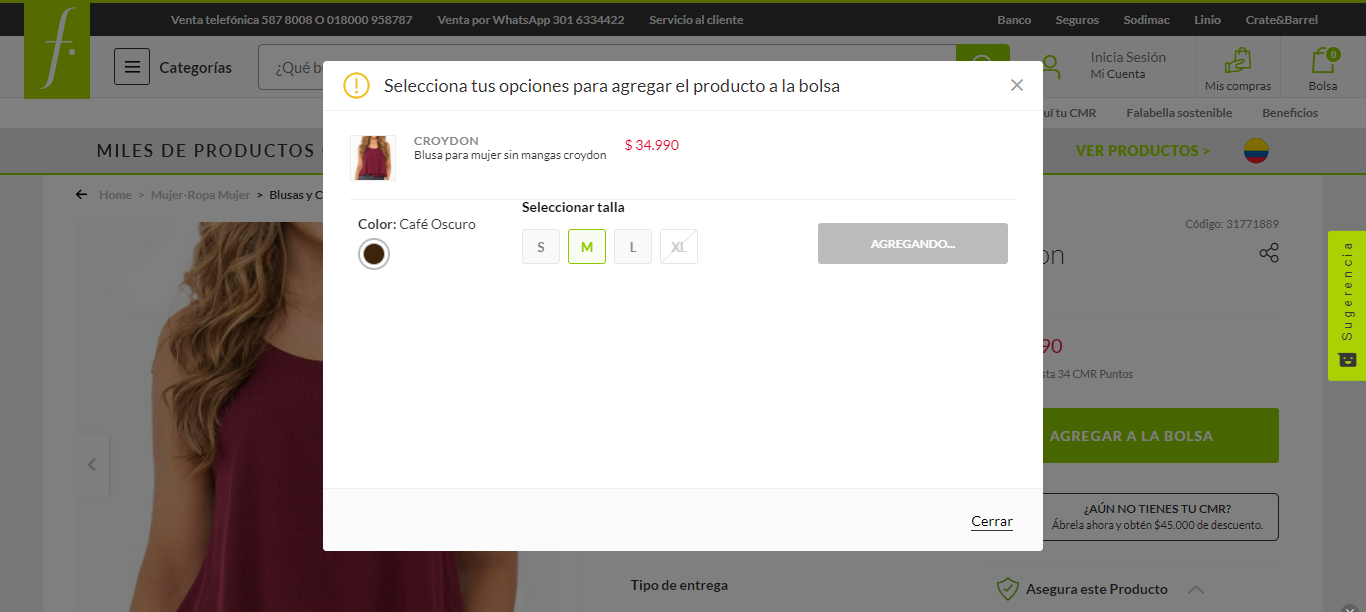 Venta telefónica 587 8008 O 018000 958787 Venta por WhatsApp 301 6334422 Servicio al cliente Banco Seguros Sodimac Linio Crate&Barrel
f.
Categorías
¿Qué b
Inicia Sesión
Mi Cuenta
Mis compras
0
Bolsa
uí tu CMR Falabella sostenible Beneficios
MILES DE PRODUCTOS
VER PRODUCTOS >
Home > Mujer-Ropa Mujer > Blusas y C
Selecciona tus opciones para agregar el producto a la bolsa
CROYDON
Blusa para mujer sin mangas croydon
$ 34.990
Color: Café Oscuro
Seleccionar talla
S M L XL
AGREGANDO...
Cerrar
Código: 31771889
on
90
sta 34 CMR Puntos
AGREGAR A LA BOLSA
¿AÚN NO TIENES TU CMR?
Ábrela ahora y obtén $45.000 de descuento.
Tipo de entrega
Asegura este Producto
Sugerencia